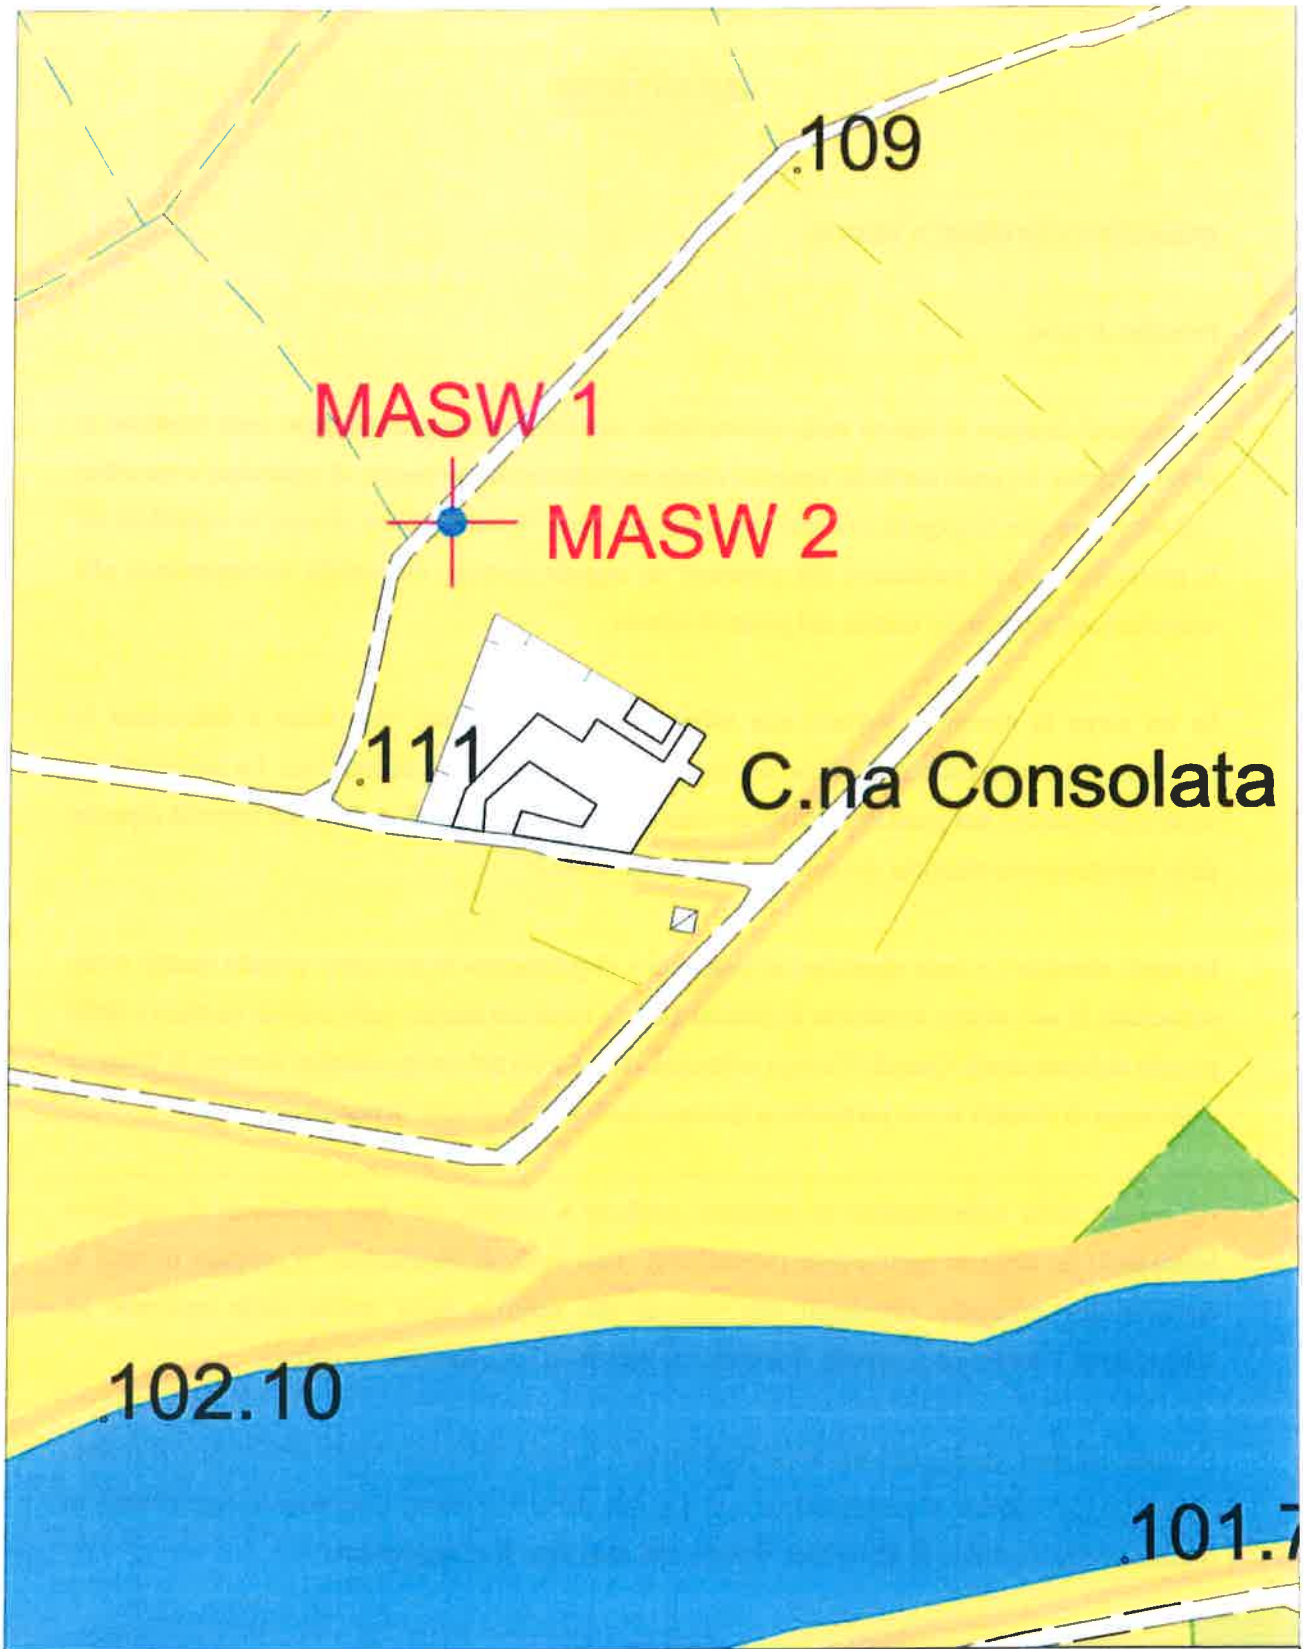 .109
MASW 1
MASW 2
.111
C.na Consolata
.102.10
.101.7